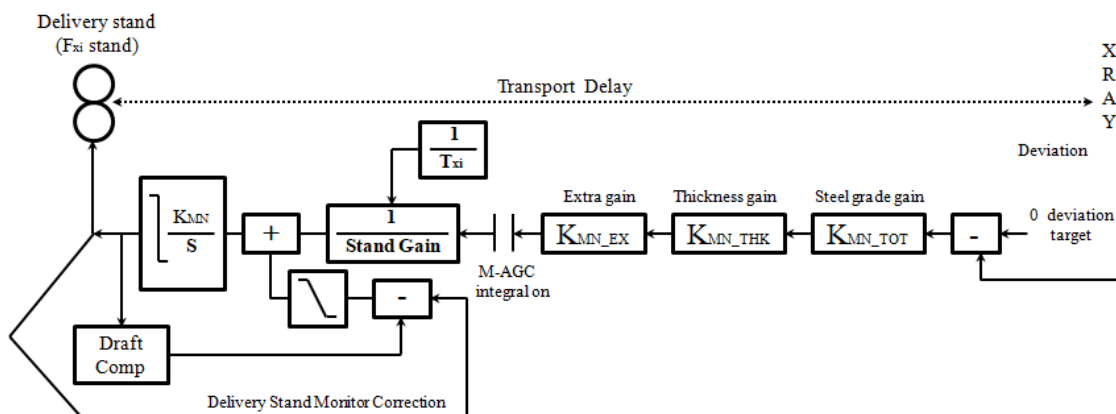 Delivery stand
(Fxi stand)
Transport Delay
X
R
A
Y
Deviation
1
Txi
Extra gain
Thickness gain
Steel grade gain
KMN
S
+
1
Stand Gain
KMN_EX
KMN_THK
KMN_TOT
-
0 deviation
target
M-AGC
integral on
-
Draft
Comp
Delivery Stand Monitor Correction